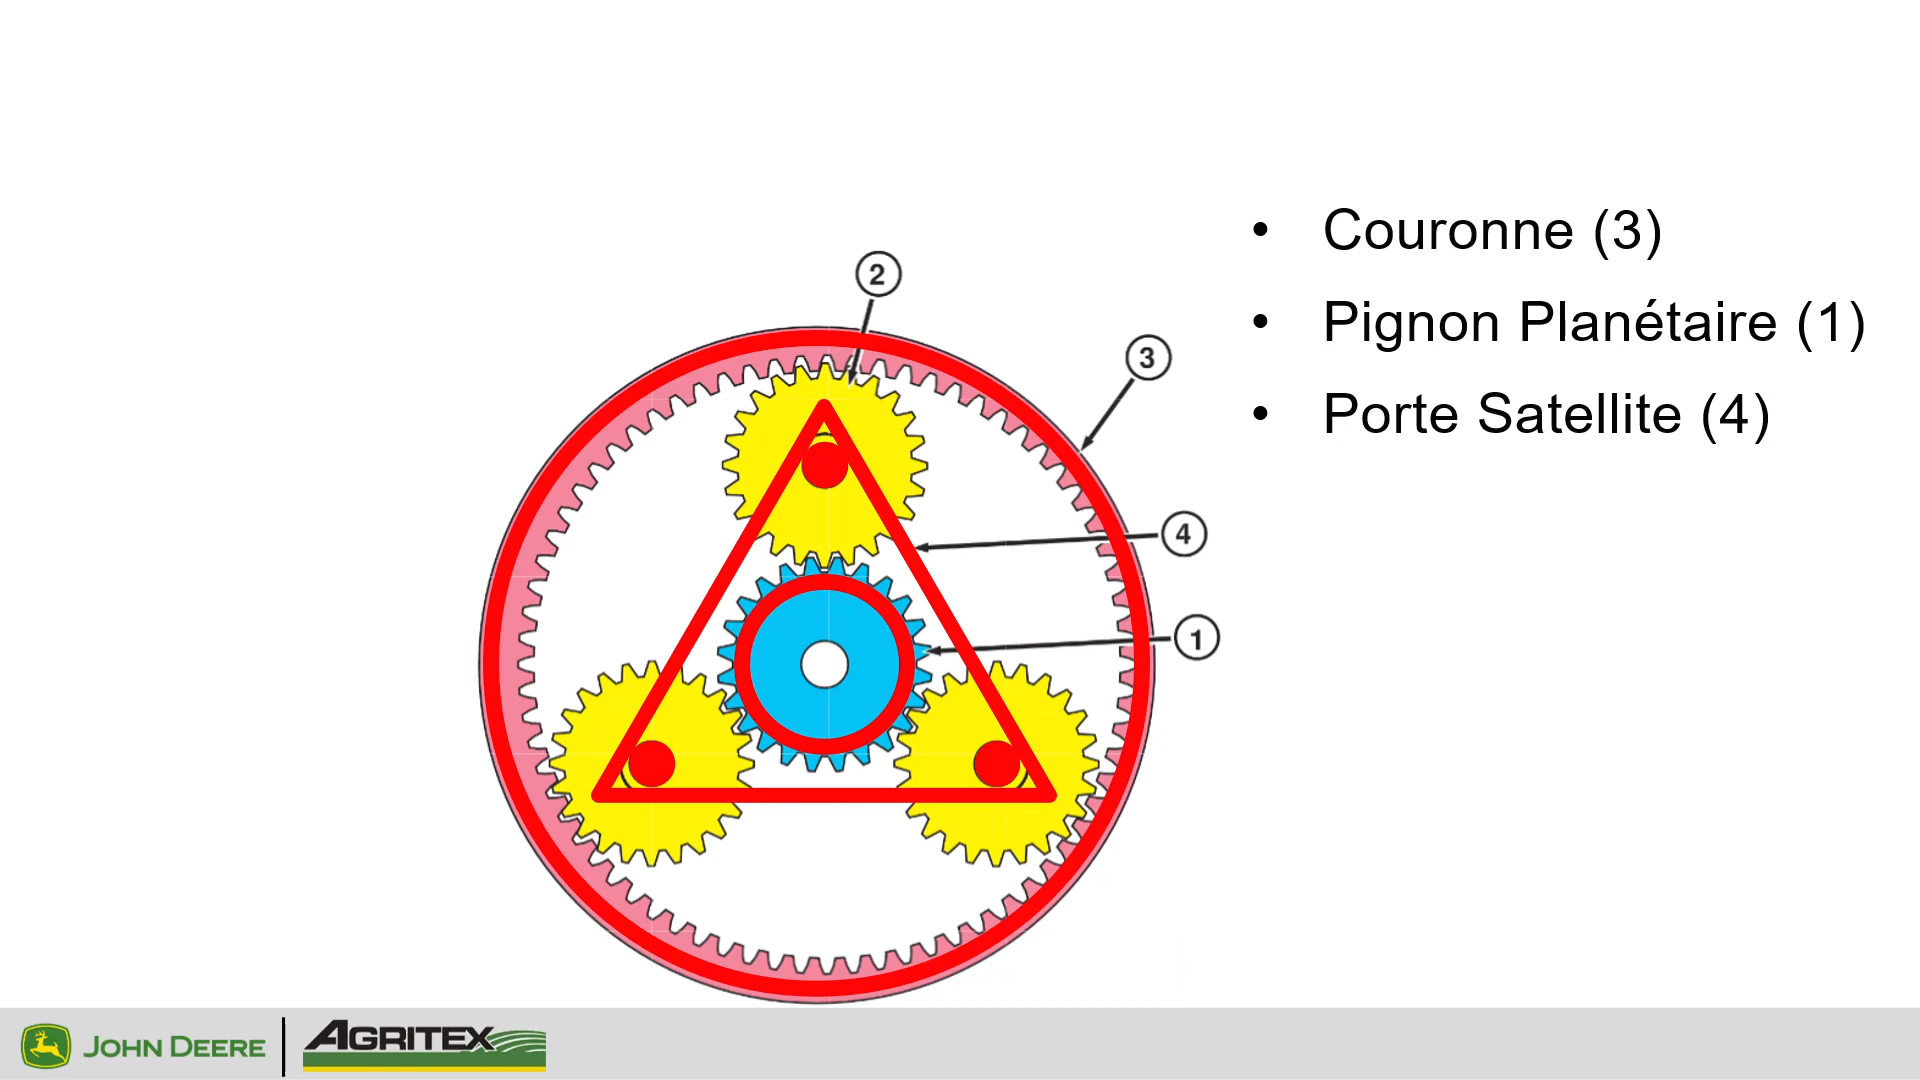 • Couronne (3)
• Pignon Planétaire (1)
• Porte Satellite (4)
2
3
4
1
JOHN DEERE
AGRITEX